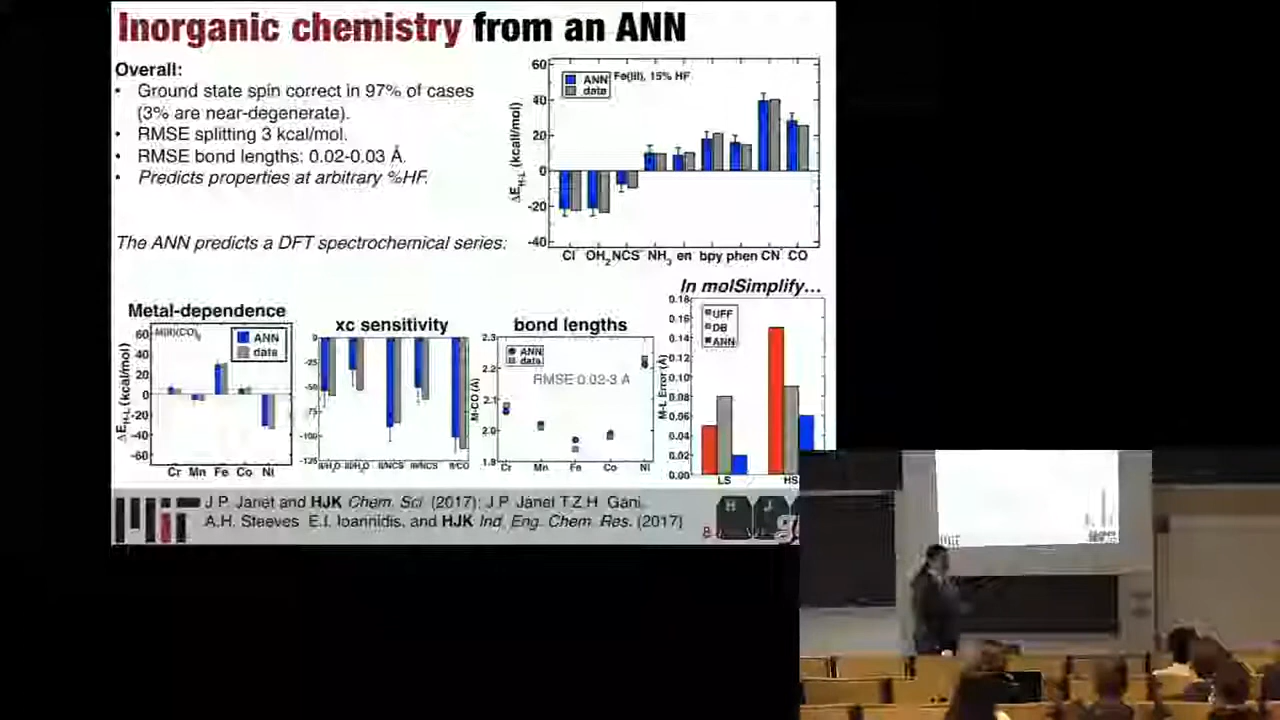 Inorganic chemistry from an ANN
Overall:
• Ground state spin correct in 97% of cases
(3% are near-degenerate).
• RMSE splitting 3 kcal/mol.
• RMSE bond lengths: 0.02-0.03 Å.
• Predicts properties at arbitrary %HF.
The ANN predicts a DFT spectrochemical series:
60
40
20
0
-20
-40
ΔE_H-L (kcal/mol)
ANN
data
Fe(III), 15% HF
Cl⁻ OH₂ NCS⁻ NH₃ en bpy phen CN⁻ CO
Metal-dependence
M(II)(CO)₆
ANN
data
60
40
20
0
-20
-40
-60
ΔE_H-L (kcal/mol)
Cr Mn Fe Co Ni
xc sensitivity
0
-25
-50
-75
-100
-125
II/H₂O III/H₂O II/NCS III/NCS II/CO
bond lengths
ANN
data
RMSE 0.02-3 Å
2.3
2.2
2.1
2.0
1.9
M-CO (Å)
Cr Mn Fe Co Ni
In molSimplify…
UFF
DB
ANN
0.18
0.16
0.14
0.12
0.10
0.08
0.06
0.04
0.02
0.00
M-L Error (Å)
LS HS
J.P. Janet and HJK Chem. Sci. (2017); J.P. Janet T.Z.H. Gani,
A.H. Steeves, E.I. Ioannidis, and HJK Ind. Eng. Chem. Res. (2017)
8
H J